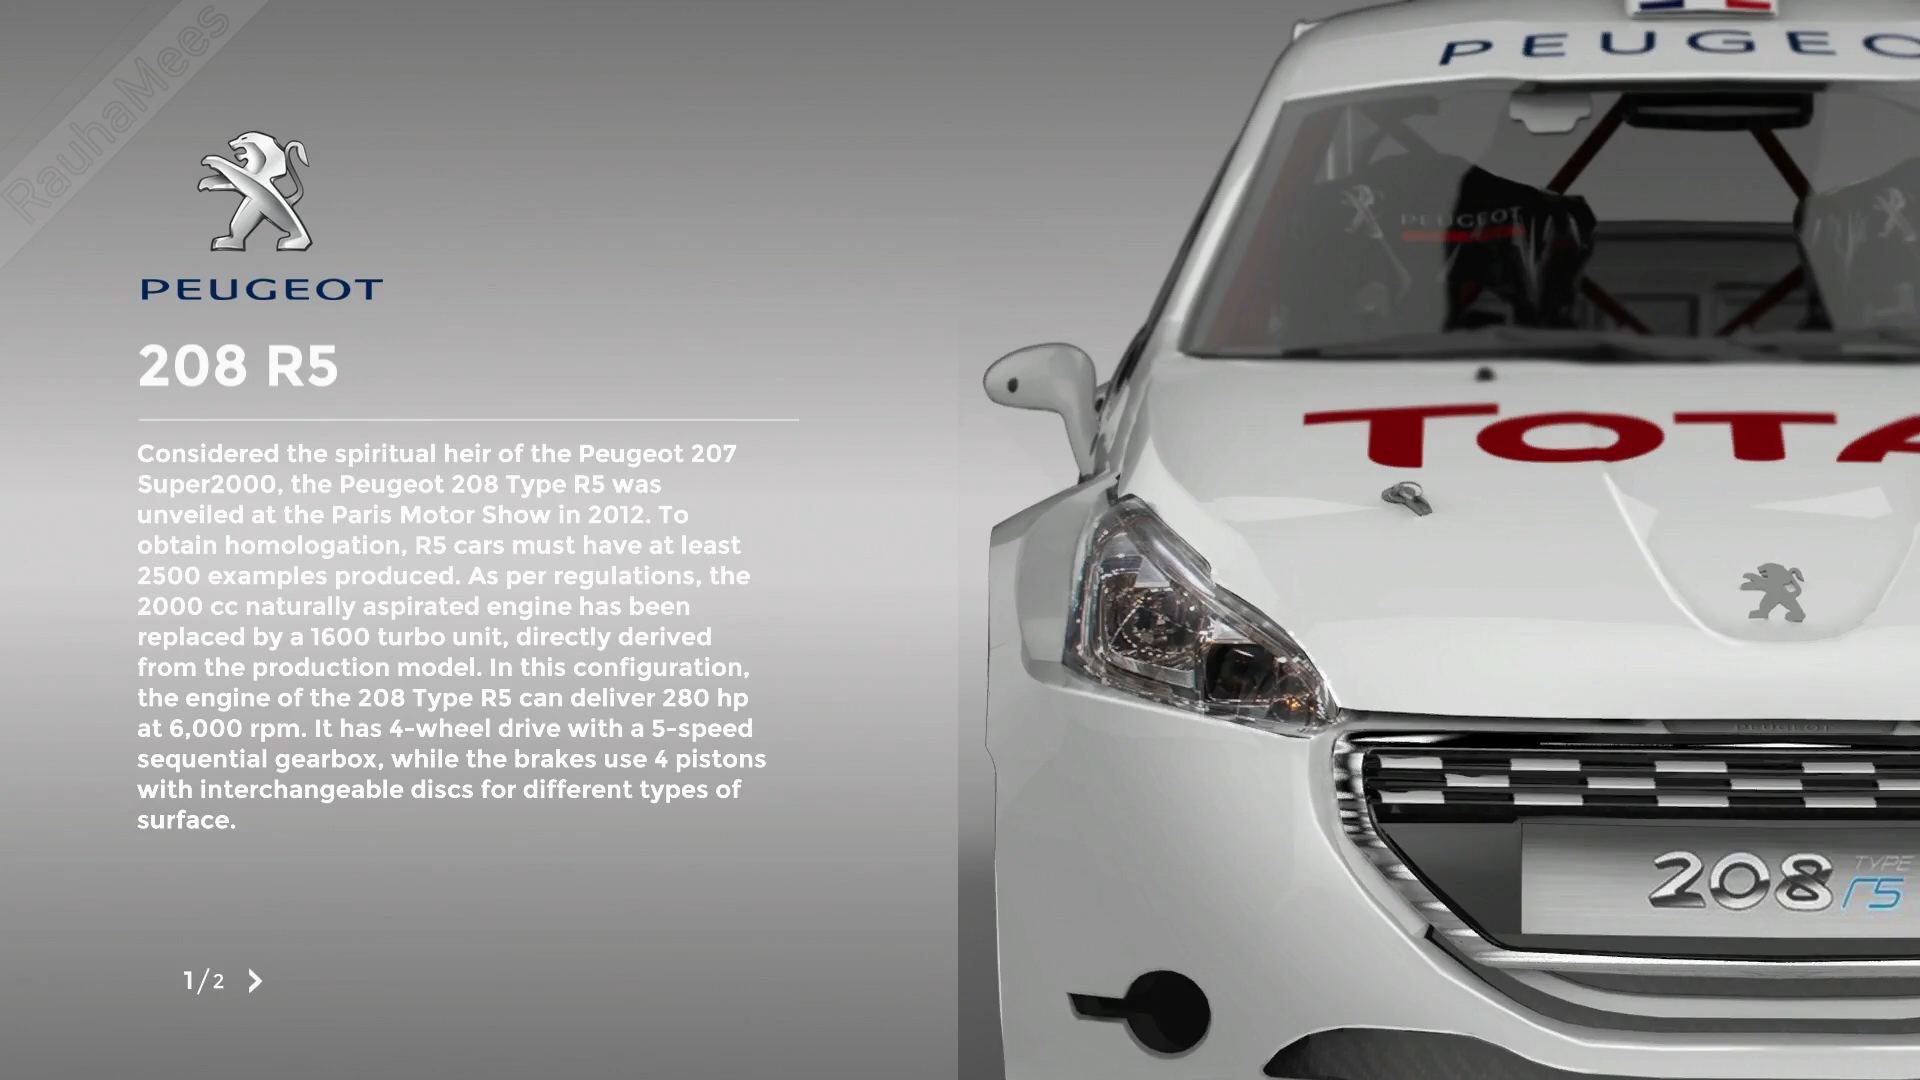 RauhaMees
PEUGEOT
208 R5
Considered the spiritual heir of the Peugeot 207
Super2000, the Peugeot 208 Type R5 was
unveiled at the Paris Motor Show in 2012. To
obtain homologation, R5 cars must have at least
2500 examples produced. As per regulations, the
2000 cc naturally aspirated engine has been
replaced by a 1600 turbo unit, directly derived
from the production model. In this configuration,
the engine of the 208 Type R5 can deliver 280 hp
at 6,000 rpm. It has 4-wheel drive with a 5-speed
sequential gearbox, while the brakes use 4 pistons
with interchangeable discs for different types of
surface.
1/2
PEUGEO
PEUGEOT
TOTA
PEUGEOT
208 TYPE
r5